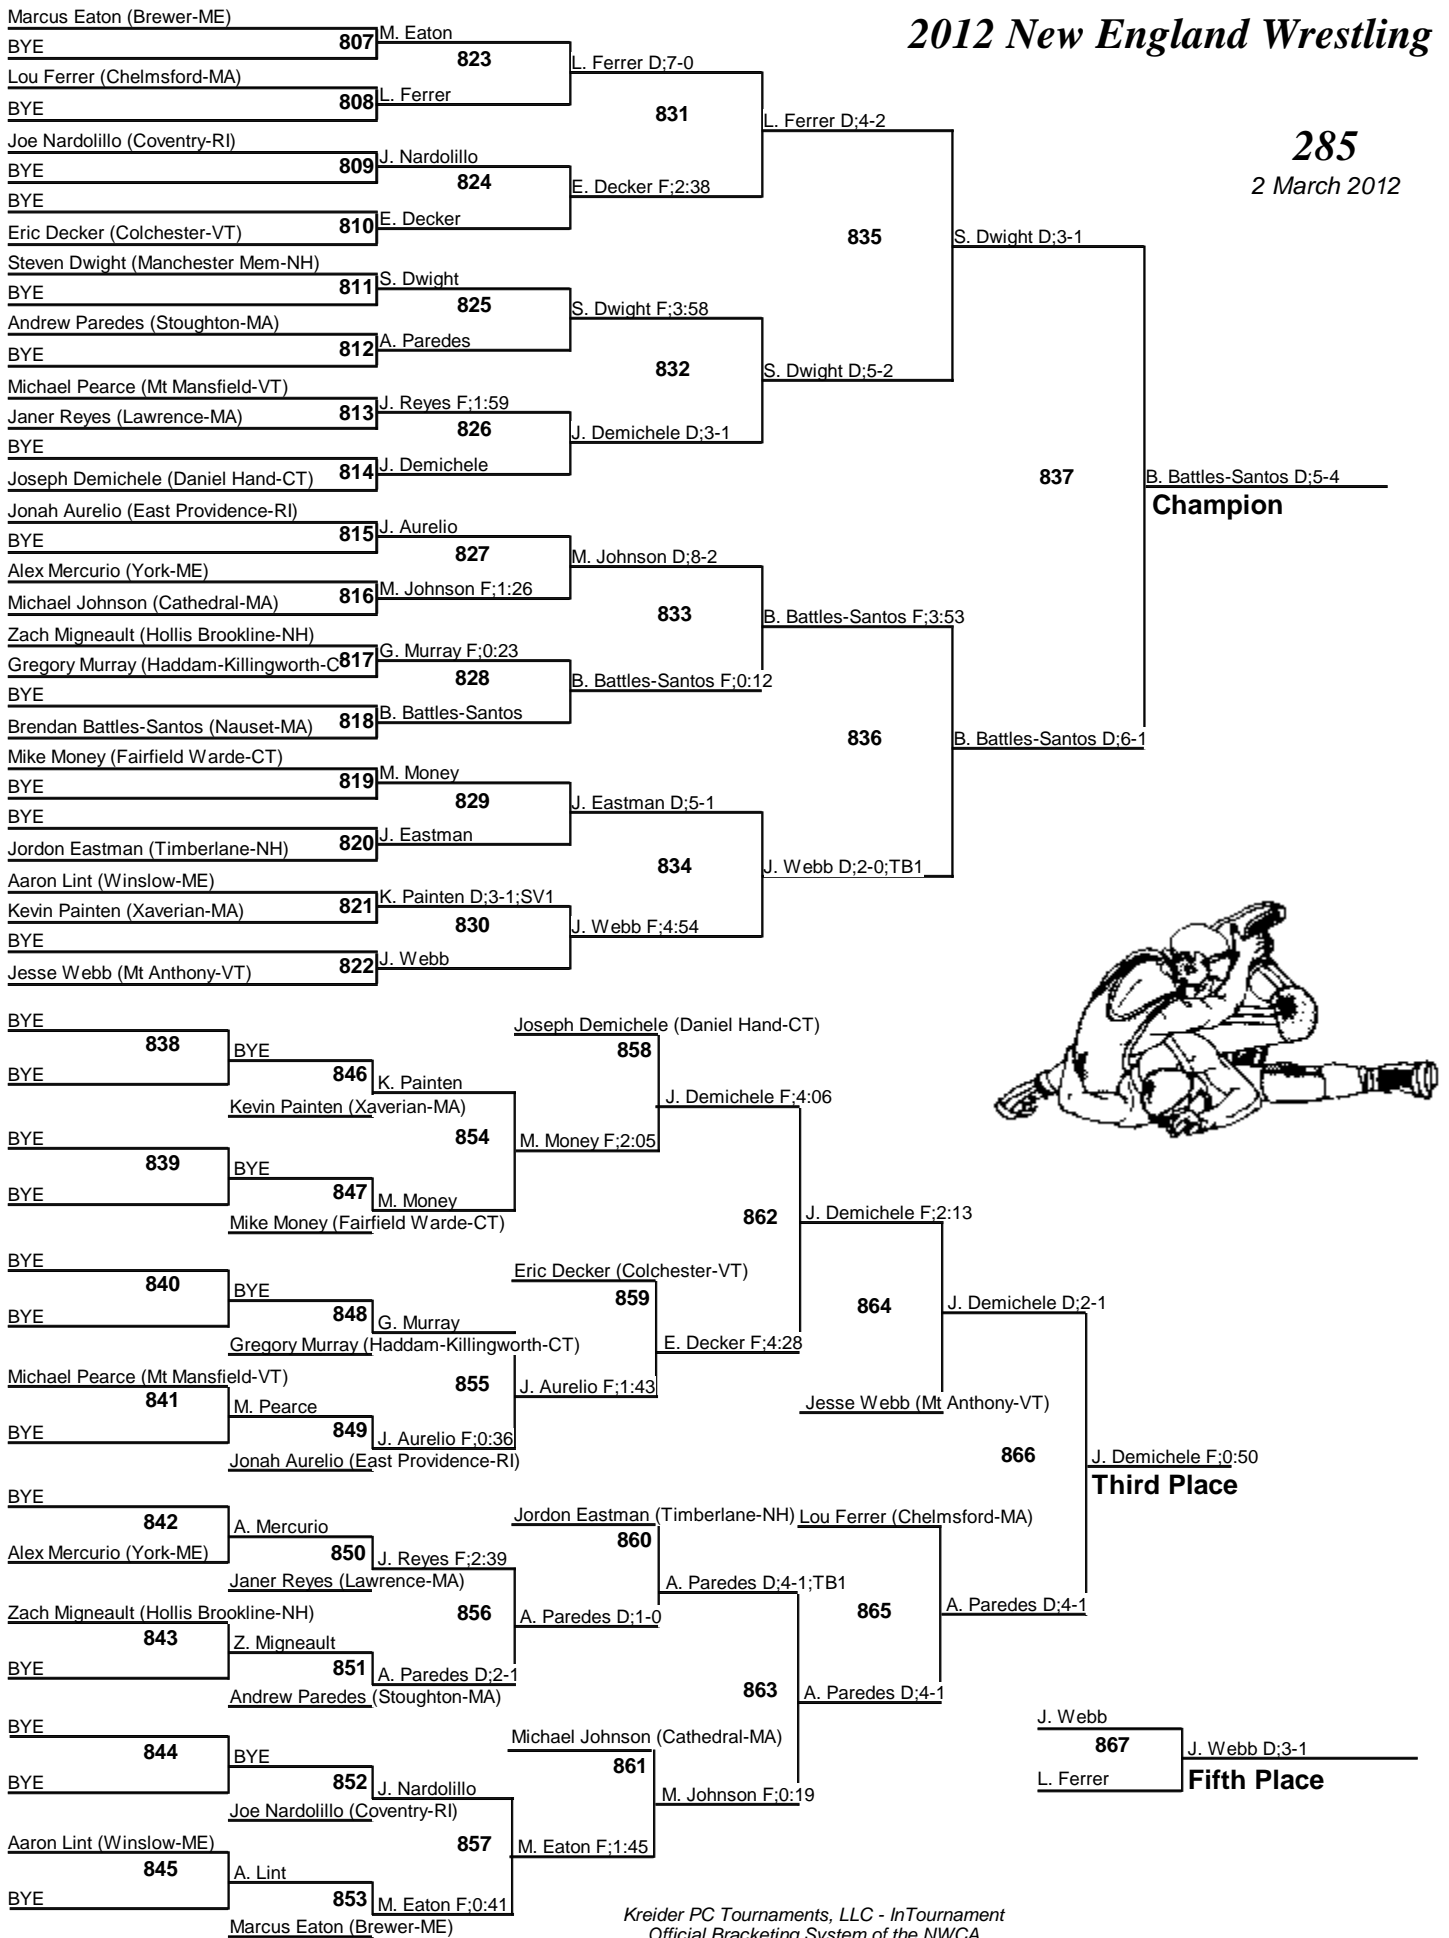 2012 New England Wrestling
285
2 March 2012
Marcus Eaton (Brewer-ME)
BYE
807
M. Eaton
823
Lou Ferrer (Chelmsford-MA)
BYE
808
L. Ferrer
L. Ferrer D;7-0
831
Joe Nardolillo (Coventry-RI)
BYE
809
J. Nardolillo
824
BYE
Eric Decker (Colchester-VT)
810
E. Decker
E. Decker F;2:38
L. Ferrer D;4-2
835
Steven Dwight (Manchester Mem-NH)
BYE
811
S. Dwight
825
Andrew Paredes (Stoughton-MA)
BYE
812
A. Paredes
S. Dwight F;3:58
832
Michael Pearce (Mt Mansfield-VT)
Janer Reyes (Lawrence-MA)
813
J. Reyes F;1:59
826
BYE
Joseph Demichele (Daniel Hand-CT)
814
J. Demichele
J. Demichele D;3-1
S. Dwight D;5-2
S. Dwight D;3-1
837
Jonah Aurelio (East Providence-RI)
BYE
815
J. Aurelio
827
Alex Mercurio (York-ME)
Michael Johnson (Cathedral-MA)
816
M. Johnson F;1:26
M. Johnson D;8-2
833
Zach Migneault (Hollis Brookline-NH)
Gregory Murray (Haddam-Killingworth-C
817
G. Murray F;0:23
828
BYE
Brendan Battles-Santos (Nauset-MA)
818
B. Battles-Santos
B. Battles-Santos F;0:12
B. Battles-Santos F;3:53
836
Mike Money (Fairfield Warde-CT)
BYE
819
M. Money
829
BYE
Jordon Eastman (Timberlane-NH)
820
J. Eastman
J. Eastman D;5-1
834
Aaron Lint (Winslow-ME)
Kevin Painten (Xaverian-MA)
821
K. Painten D;3-1;SV1
830
BYE
Jesse Webb (Mt Anthony-VT)
822
J. Webb
J. Webb F;4:54
J. Webb D;2-0;TB1
B. Battles-Santos D;6-1
B. Battles-Santos D;5-4
Champion
BYE
838
BYE
BYE
846
Kevin Painten (Xaverian-MA)
K. Painten
854
BYE
839
BYE
BYE
847
Mike Money (Fairfield Warde-CT)
M. Money
M. Money F;2:05
Joseph Demichele (Daniel Hand-CT)
858
J. Demichele F;4:06
862
BYE
840
BYE
BYE
848
Gregory Murray (Haddam-Killingworth-CT)
G. Murray
855
Michael Pearce (Mt Mansfield-VT)
841
BYE
M. Pearce
849
Jonah Aurelio (East Providence-RI)
J. Aurelio F;0:36
J. Aurelio F;1:43
Eric Decker (Colchester-VT)
859
E. Decker F;4:28
J. Demichele F;2:13
864
Jesse Webb (Mt Anthony-VT)
J. Demichele D;2-1
866
BYE
842
Alex Mercurio (York-ME)
A. Mercurio
850
Janer Reyes (Lawrence-MA)
J. Reyes F;2:39
856
Zach Migneault (Hollis Brookline-NH)
843
BYE
Z. Migneault
851
Andrew Paredes (Stoughton-MA)
A. Paredes D;2-1
A. Paredes D;1-0
Jordon Eastman (Timberlane-NH)
860
A. Paredes D;4-1;TB1
863
BYE
844
BYE
BYE
852
Joe Nardolillo (Coventry-RI)
J. Nardolillo
857
Aaron Lint (Winslow-ME)
845
BYE
A. Lint
853
Marcus Eaton (Brewer-ME)
M. Eaton F;0:41
M. Eaton F;1:45
Michael Johnson (Cathedral-MA)
861
M. Johnson F;0:19
A. Paredes D;4-1
Lou Ferrer (Chelmsford-MA)
865
A. Paredes D;4-1
J. Demichele F;0:50
Third Place
J. Webb
867
L. Ferrer
J. Webb D;3-1
Fifth Place
Kreider PC Tournaments, LLC - InTournament
Official Bracketing System of the NWCA